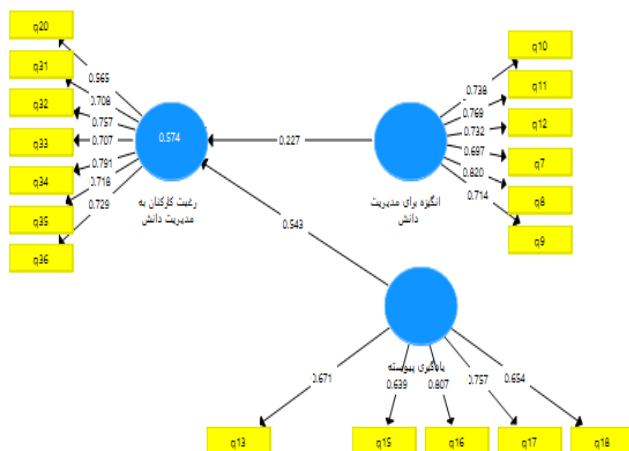 q20
q31
q32
q33
q34
q35
q36
0.565
0.708
0.757
0.707
0.791
0.718
0.729
0.574
رغبت کارکنان به
مدیریت دانش
0.227
0.543
انگیزه برای مدیریت
دانش
0.738
0.769
0.732
0.697
0.820
0.714
q10
q11
q12
q7
q8
q9
یادگیری پیوسته
0.671
0.639
0.807
0.757
0.654
q13
q15
q16
q17
q18